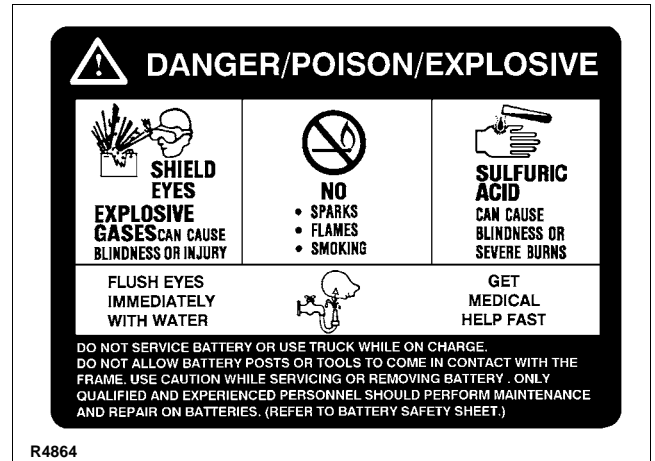 DANGER/POISON/EXPLOSIVE
SHIELD
EYES
EXPLOSIVE
GASES CAN CAUSE
BLINDNESS OR INJURY
NO
• SPARKS
• FLAMES
• SMOKING
SULFURIC
ACID
CAN CAUSE
BLINDNESS OR
SEVERE BURNS
FLUSH EYES
IMMEDIATELY
WITH WATER
GET
MEDICAL
HELP FAST
DO NOT SERVICE BATTERY OR USE TRUCK WHILE ON CHARGE.
DO NOT ALLOW BATTERY POSTS OR TOOLS TO COME IN CONTACT WITH THE
FRAME. USE CAUTION WHILE SERVICING OR REMOVING BATTERY . ONLY
QUALIFIED AND EXPERIENCED PERSONNEL SHOULD PERFORM MAINTENANCE
AND REPAIR ON BATTERIES. (REFER TO BATTERY SAFETY SHEET.)
R4864